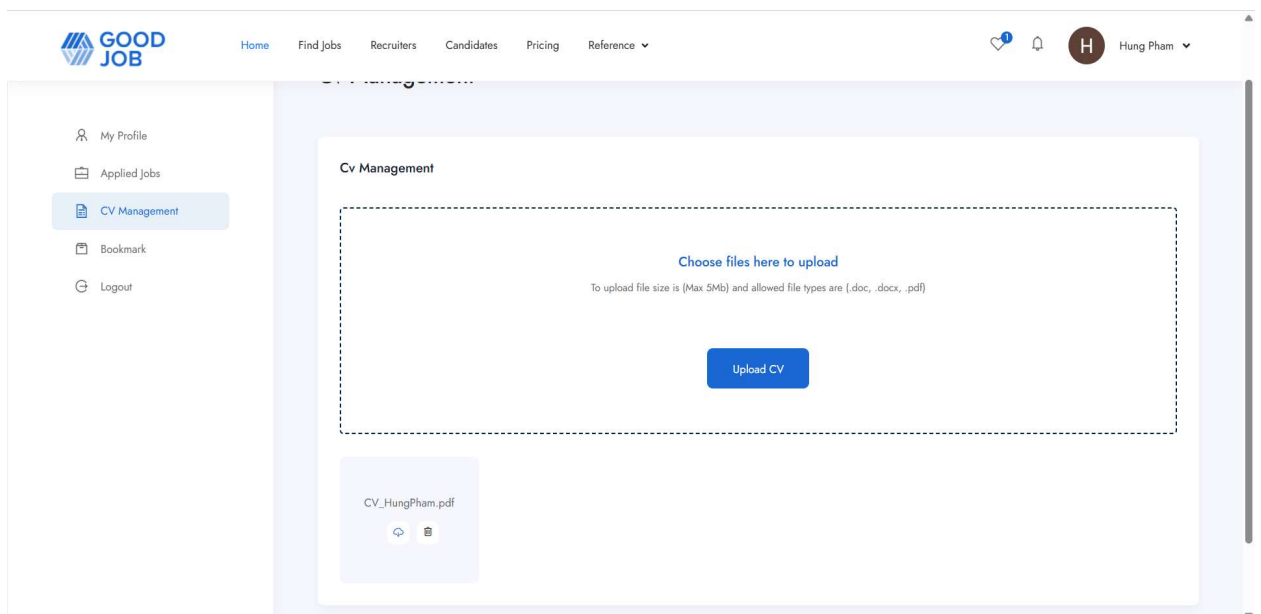 GOOD
JOB
Home Find Jobs Recruiters Candidates Pricing Reference 1 H Hung Pham
Management
My Profile
Applied Jobs
CV Management
Bookmark
Logout
Cv Management
Choose files here to upload
To upload file size is (Max 5Mb) and allowed file types are (.doc, .docx, .pdf)
Upload CV
CV_HungPham.pdf